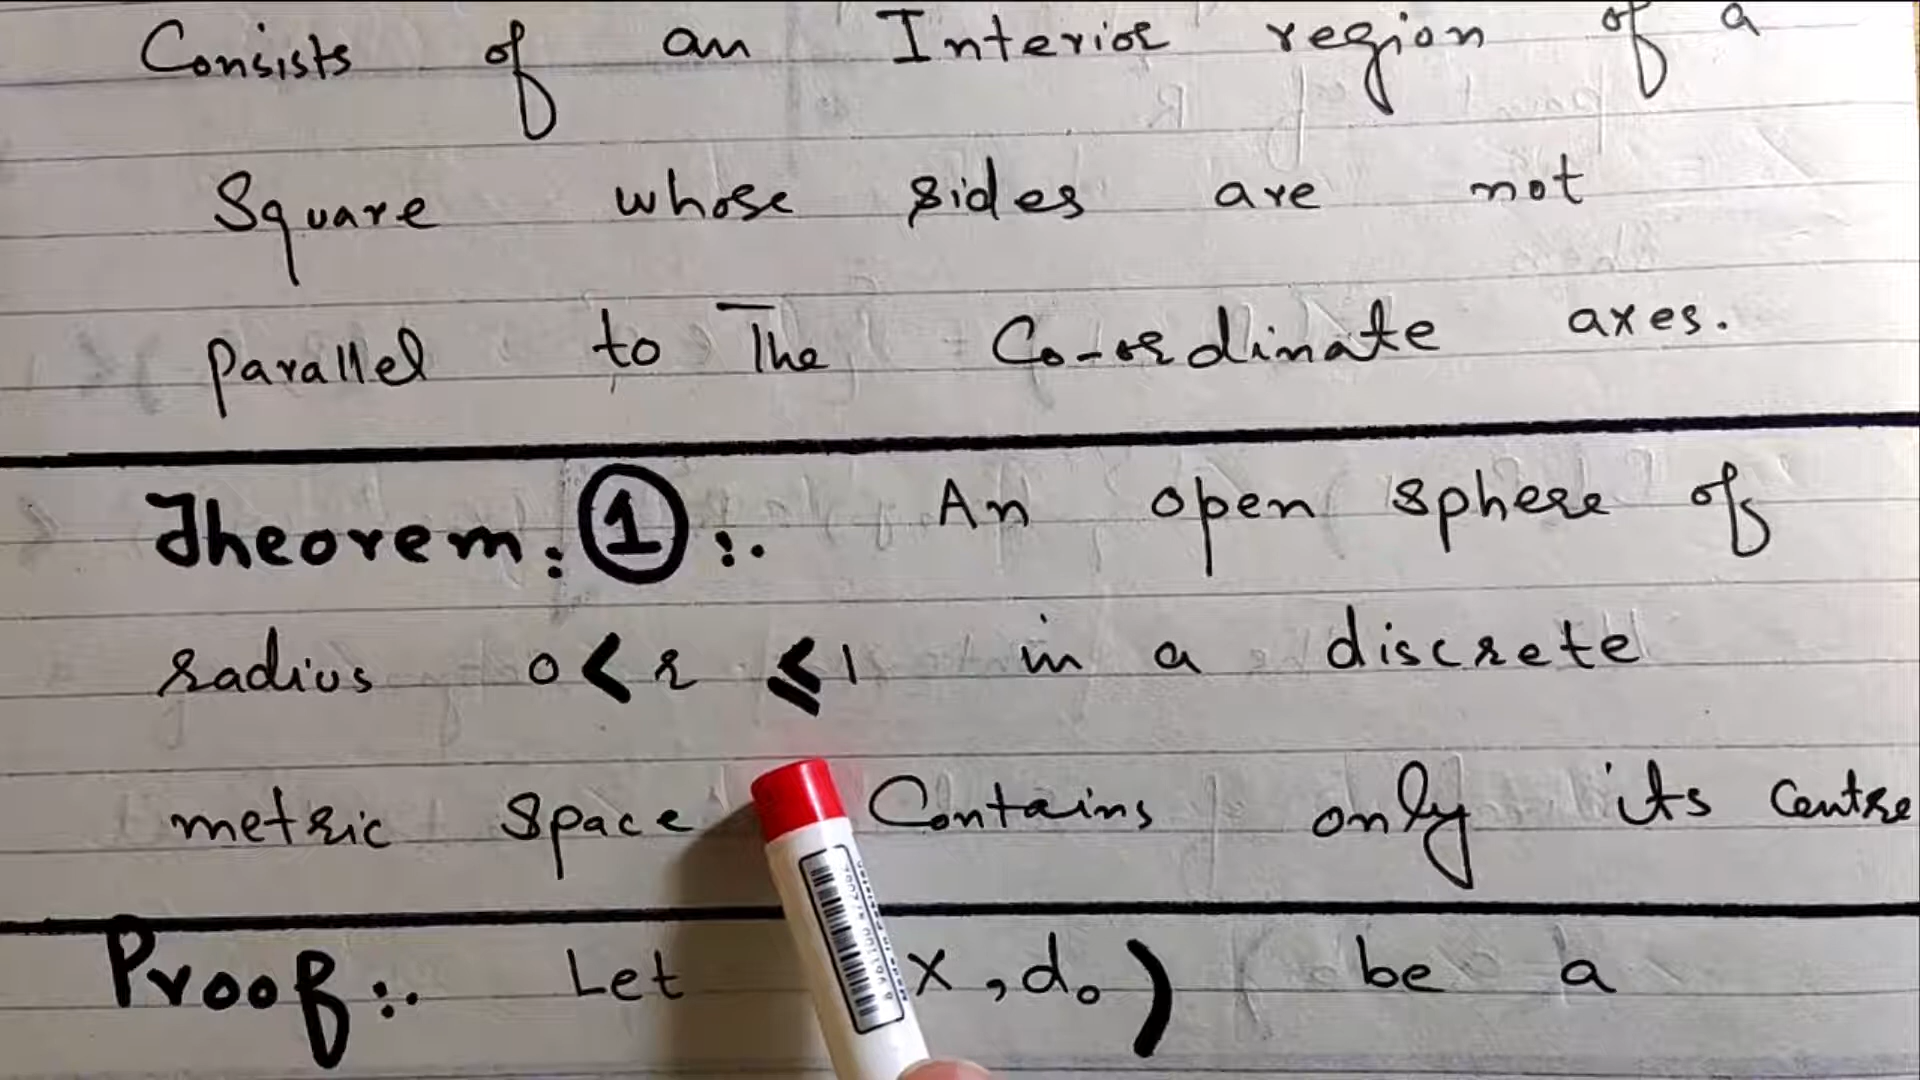 Consists of an Interior region of a
Square whose sides are not
parallel to The Co-ordinate axes.
Theorem: ① :. An open sphere of
radius 0 < r ≤ 1 in a discrete
metric space Contains only its Centre
Proof :. Let X, d₀) be a